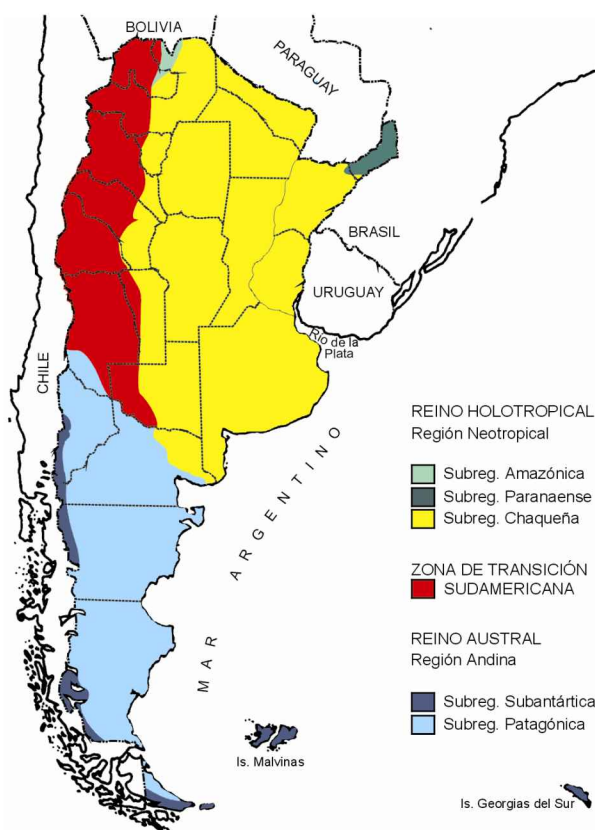 BOLIVIA
PARAGUAY
BRASIL
URUGUAY
Río de la
Plata
CHILE
MAR ARGENTINO
REINO HOLOTROPICAL
Región Neotropical
Subreg. Amazónica
Subreg. Paranaense
Subreg. Chaqueña
ZONA DE TRANSICIÓN
SUDAMERICANA
REINO AUSTRAL
Región Andina
Subreg. Subantártica
Subreg. Patagónica
Is. Malvinas
Is. Georgias del Sur